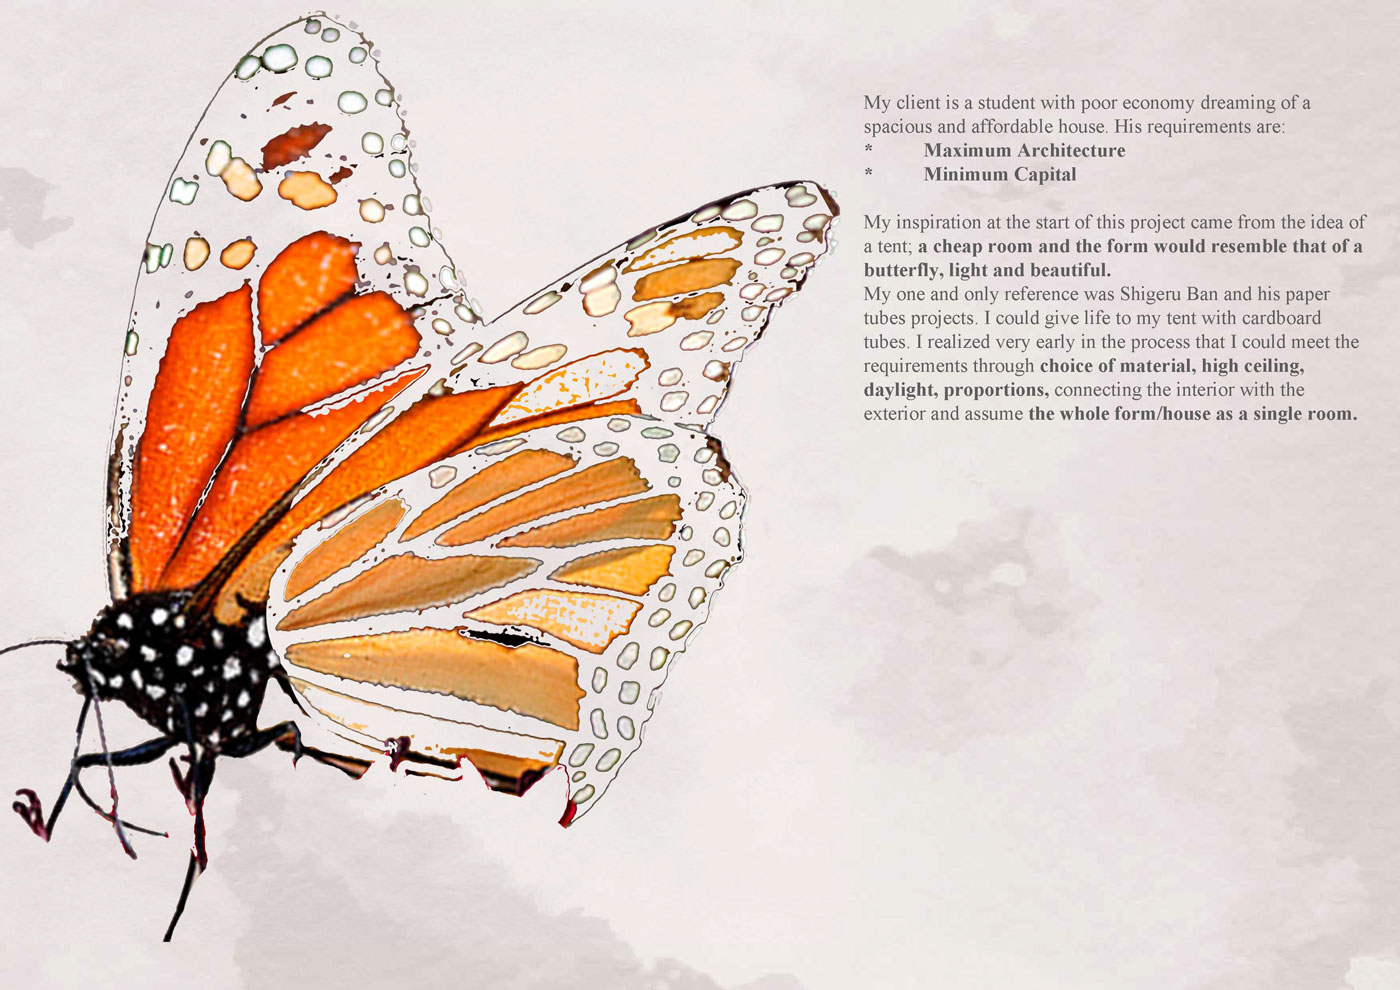 My client is a student with poor economy dreaming of a
spacious and affordable house. His requirements are:
* Maximum Architecture
* Minimum Capital
My inspiration at the start of this project came from the idea of
a tent; a cheap room and the form would resemble that of a
butterfly, light and beautiful.
My one and only reference was Shigeru Ban and his paper
tubes projects. I could give life to my tent with cardboard
tubes. I realized very early in the process that I could meet the
requirements through choice of material, high ceiling,
daylight, proportions, connecting the interior with the
exterior and assume the whole form/house as a single room.